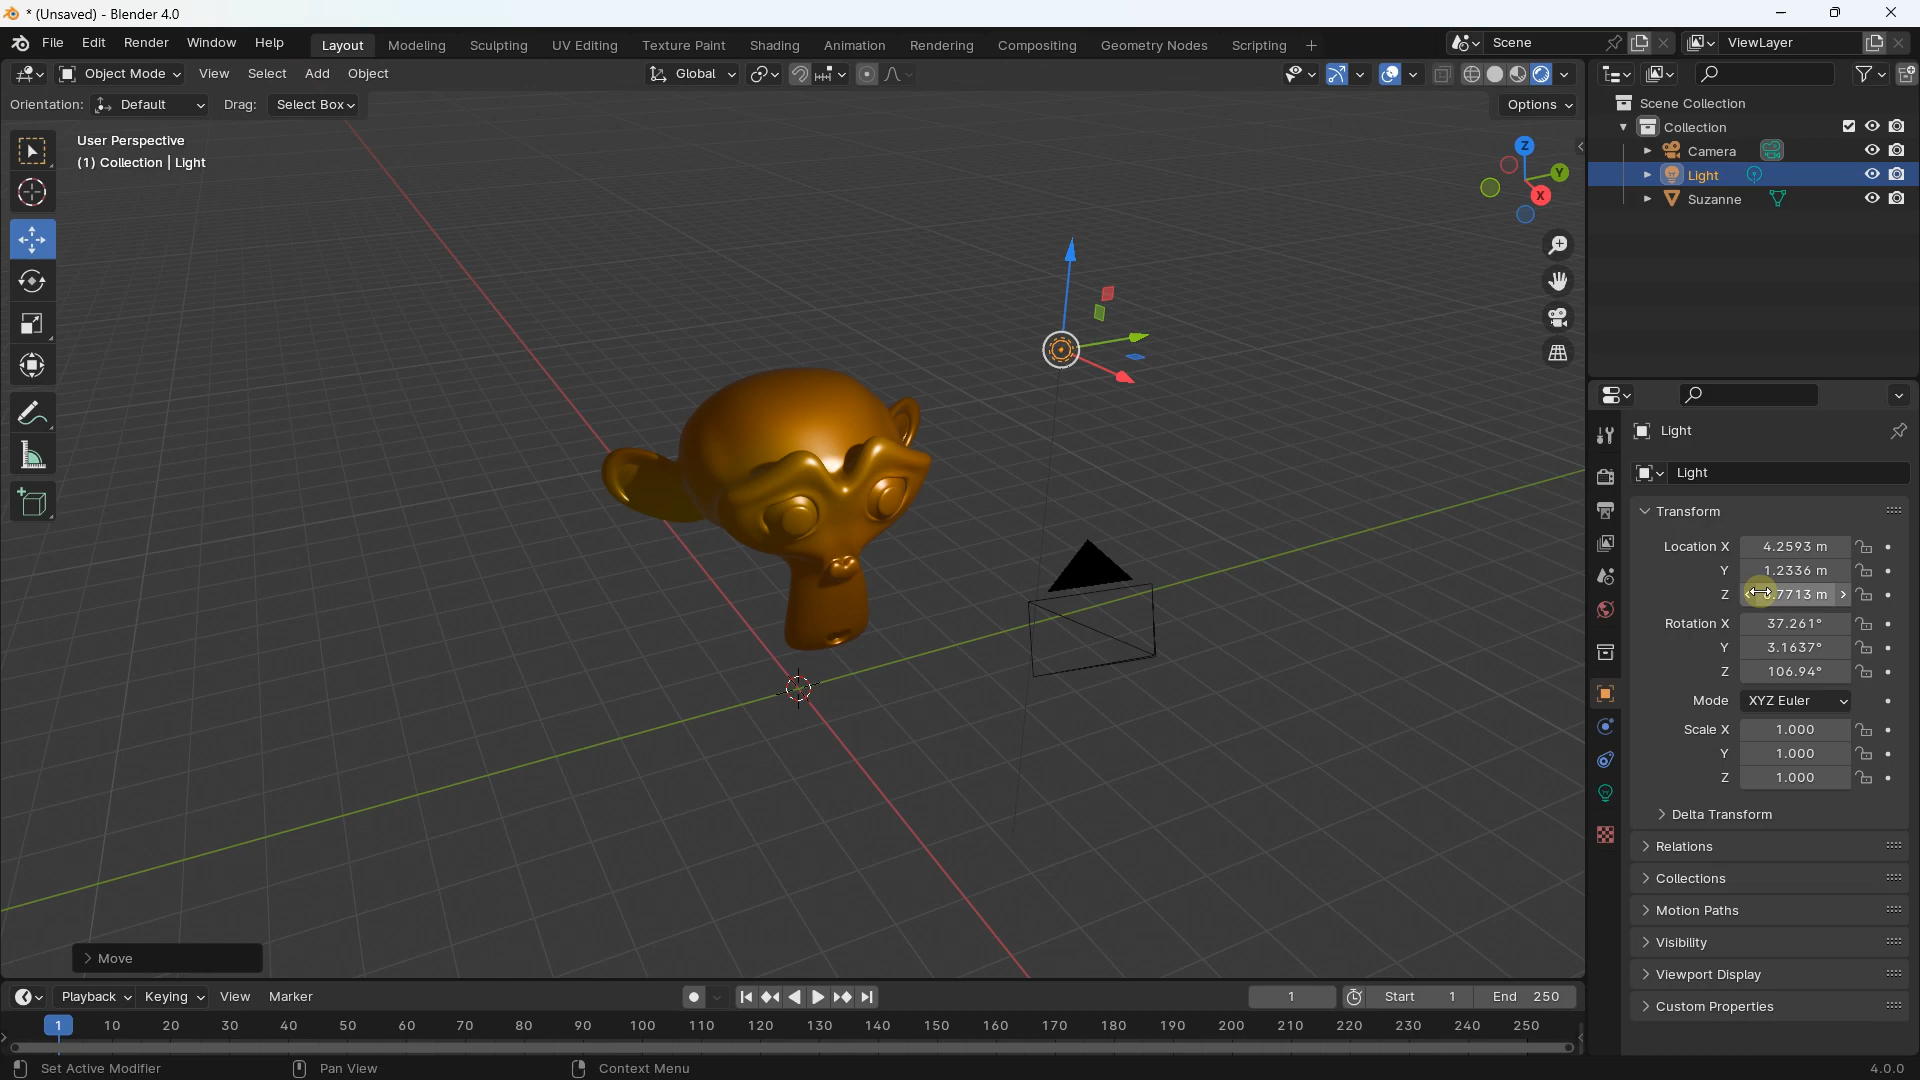 * (Unsaved) - Blender 4.0
File Edit Render Window Help Layout Modeling Sculpting UV Editing Texture Paint Shading Animation Rendering Compositing Geometry Nodes Scripting + Scene ViewLayer
Object Mode View Select Add Object Global
Orientation: Default Drag: Select Box Options
User Perspective
(1) Collection | Light
Z
Y
X
Scene Collection
Collection
Camera
Light
Suzanne
Light
Light
Transform
Location X 4.2593 m
Y 1.2336 m
Z .7713 m
Rotation X 37.261°
Y 3.1637°
Z 106.94°
Mode XYZ Euler
Scale X 1.000
Y 1.000
Z 1.000
Delta Transform
Relations
Collections
Motion Paths
Visibility
Viewport Display
Custom Properties
Move
Playback Keying View Marker 1 Start 1 End 250
1 10 20 30 40 50 60 70 80 90 100 110 120 130 140 150 160 170 180 190 200 210 220 230 240 250
Set Active Modifier Pan View Context Menu 4.0.0